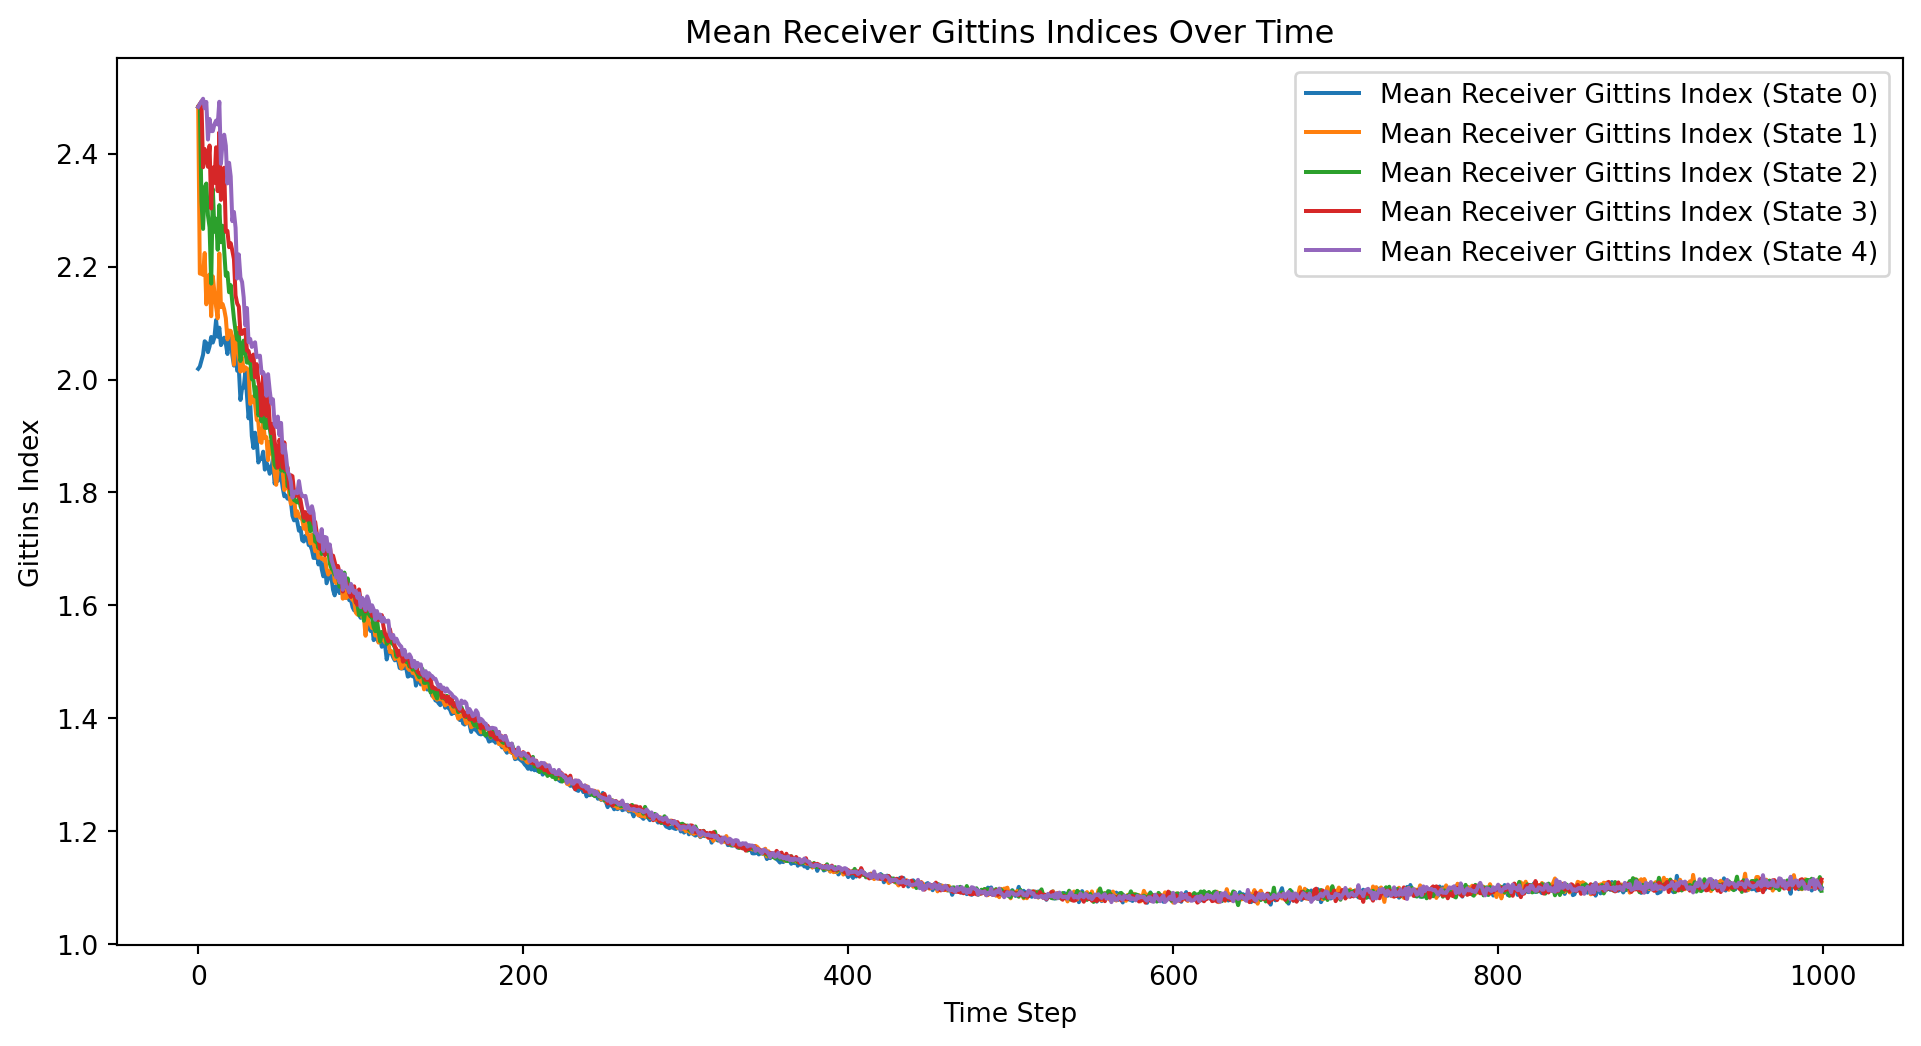 Mean Receiver Gittins Indices Over Time
Mean Receiver Gittins Index (State 0)
Mean Receiver Gittins Index (State 1)
Mean Receiver Gittins Index (State 2)
Mean Receiver Gittins Index (State 3)
Mean Receiver Gittins Index (State 4)
Gittins Index
2.4
2.2
2.0
1.8
1.6
1.4
1.2
1.0
0 200 400 600 800 1000
Time Step